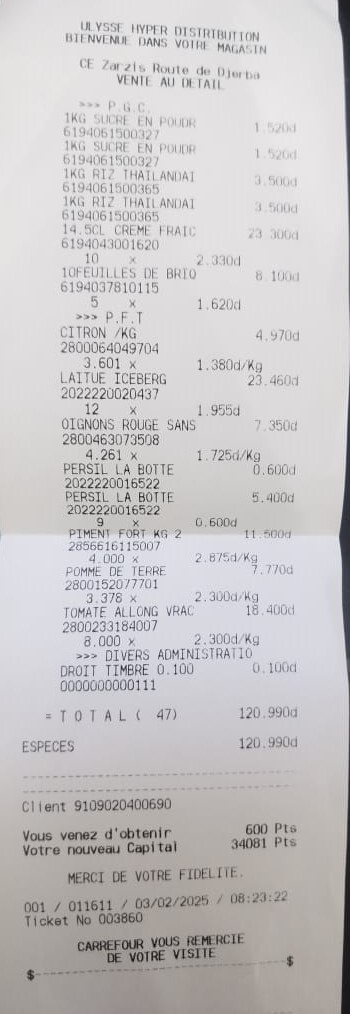 ULYSSE HYPER DISTRIBUTION
BIENVENUE DANS VOTRE MAGASIN
CE Zarzis Route de Djerba
VENTE AU DETAIL
>>> P.G.C.
1KG SUCRE EN POUDR 1.520d
6194061500327
1KG SUCRE EN POUDR 1.520d
6194061500327
1KG RIZ THAILANDAI 3.500d
6194061500365
1KG RIZ THAILANDAI 3.500d
6194061500365
14.5CL CREME FRAIC 23.300d
6194043001620
10 x 2.330d
10FEUILLES DE BRIO 8.100d
6194037810115
5 x 1.620d
>>> P.F.T
CITRON /KG 4.970d
2800064049704
3.601 x 1.380d/Kg
LAITUE ICEBERG 23.460d
2022220020437
12 x 1.955d
OIGNONS ROUGE SANS 7.350d
2800463073508
4.261 x 1.725d/Kg
PERSIL LA BOTTE 0.600d
2022220016522
PERSIL LA BOTTE 5.400d
2022220016522
9 x 0.600d
PIMENT FORT KG 2 11.500d
2856616115007
4.000 x 2.875d/Kg
POMME DE TERRE 7.770d
2800152077701
3.378 x 2.300d/Kg
TOMATE ALLONG VRAC 18.400d
2800233184007
8.000 x 2.300d/Kg
>>> DIVERS ADMINISTRATIO
DROIT TIMBRE 0.100 0.100d
0000000000111
= T O T A L ( 47) 120.990d
ESPECES 120.990d
Client 9109020400690
Vous venez d'obtenir 600 Pts
Votre nouveau Capital 34081 Pts
MERCI DE VOTRE FIDELITE.
001 / 011611 / 03/02/2025 / 08:23:22
Ticket No 003860
CARREFOUR VOUS REMERCIE
DE VOTRE VISITE
$--------------------$